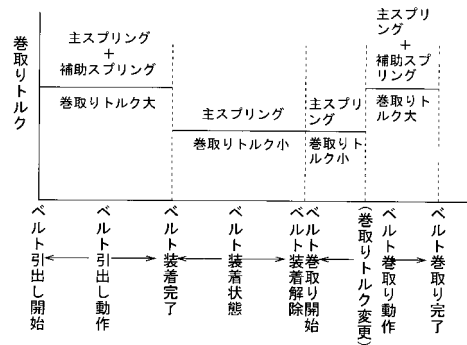 巻取りトルク
主スプリング
＋
補助スプリング
巻取りトルク大
主スプリング
巻取りトルク小
主スプリ
ング
巻取りト
ルク小
主スプリ
ング
＋
補助スプ
リング
巻取りト
ルク大
ベルト引出し開始
ベルト引出し動作
ベルト装着完了
ベルト装着状態
ベルト装着解除
ベルト巻取り開始
(巻取りトルク変更)
ベルト巻取り動作
ベルト巻取り完了